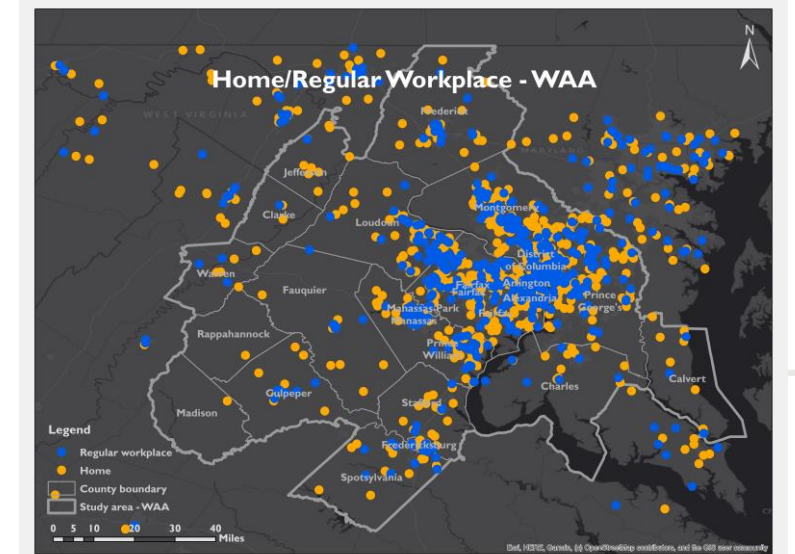 Home/Regular Workplace - WAA
N
WEST VIRGINIA
Frederick
MARYLAND
Jefferson
Clarke
Montgomery
Loudoun
District
of Columbia
Warren
Fairfax
Fairfax
Arlington
Fauquier
Alexandria
Prince
George's
Manassas Park
Manassas
Fairfax
Rappahannock
Prince
William
Calvert
Charles
Culpeper
Stafford
Madison
Legend
Fredericksburg
Regular workplace
Home
Spotsylvania
County boundary
Study area - WAA
0 5 10 20 30 40
Miles
Esri, HERE, Garmin, (c) OpenStreetMap contributors, and the GIS user community